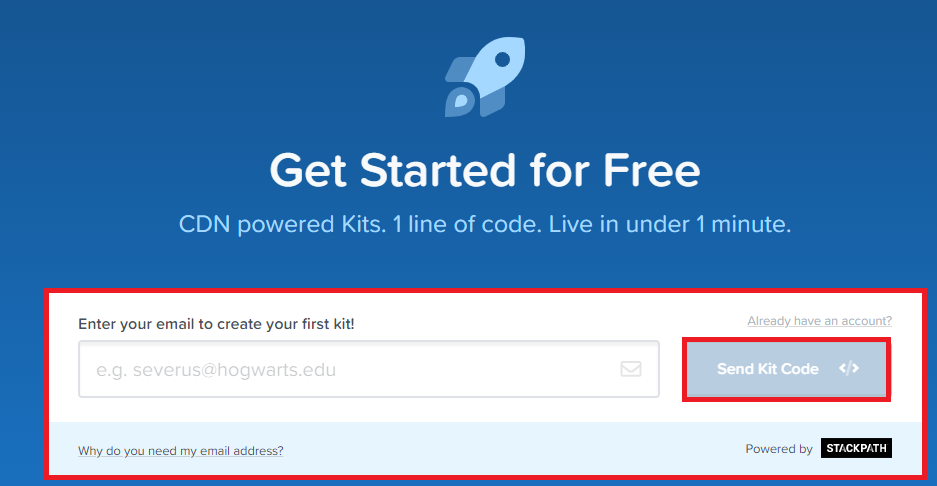 Get Started for Free
CDN powered Kits. 1 line of code. Live in under 1 minute.
Enter your email to create your first kit!
Already have an account?
e.g. severus@hogwarts.edu
Send Kit Code </>
Why do you need my email address?
Powered by STACKPATH